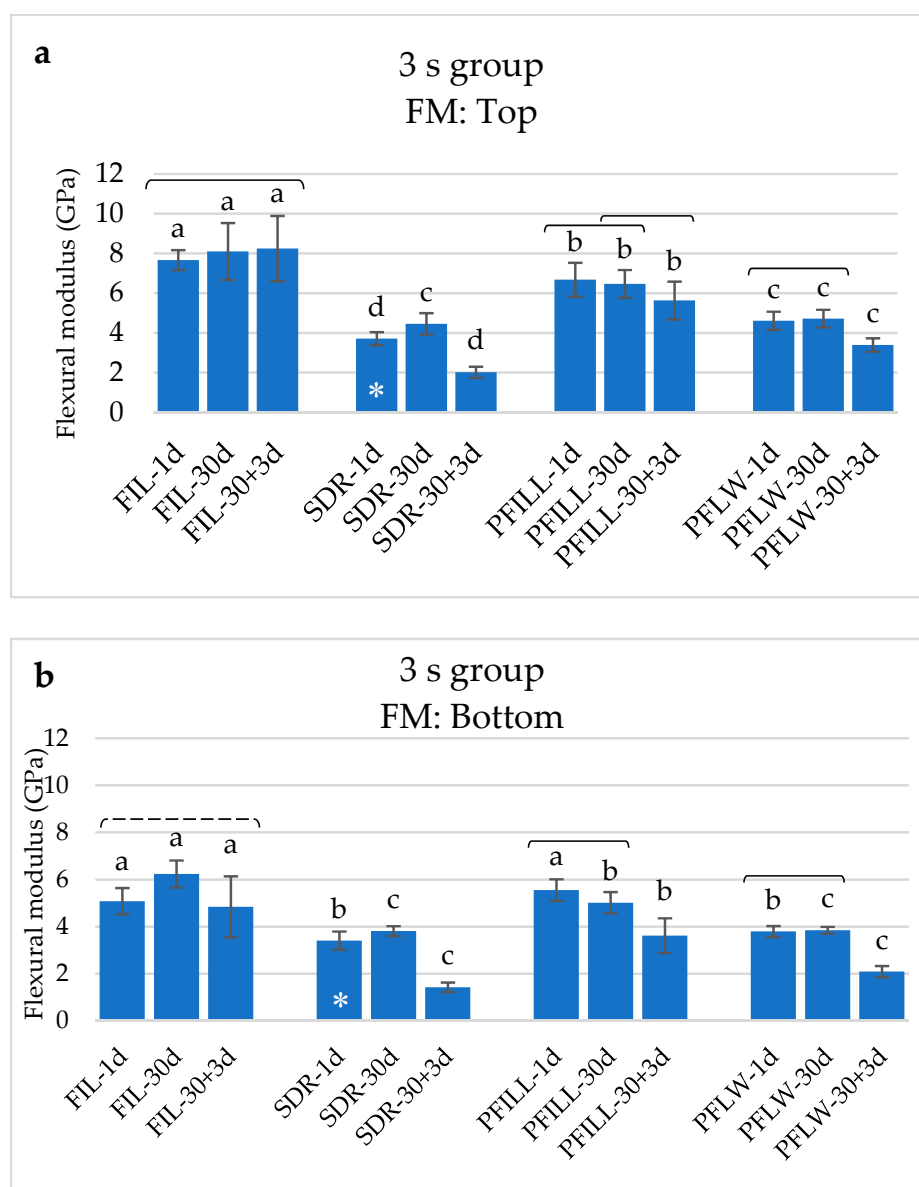 a
3 s group
FM: Top
Flexural modulus (GPa)
12
10
8
6
4
2
0
a a a
d c d
b b b
c c c
*
FIL-1d
FIL-30d
FIL-30+3d
SDR-1d
SDR-30d
SDR-30+3d
PFILL-1d
PFILL-30d
PFILL-30+3d
PFLW-1d
PFLW-30d
PFLW-30+3d
b
3 s group
FM: Bottom
Flexural modulus (GPa)
12
10
8
6
4
2
0
a a a
b c c
a b b
b c c
*
FIL-1d
FIL-30d
FIL-30+3d
SDR-1d
SDR-30d
SDR-30+3d
PFILL-1d
PFILL-30d
PFILL-30+3d
PFLW-1d
PFLW-30d
PFLW-30+3d